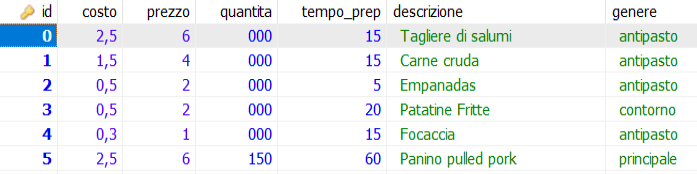 id costo prezzo quantita tempo_prep descrizione genere
0 2,5 6 000 15 Tagliere di salumi antipasto
1 1,5 4 000 15 Carne cruda antipasto
2 0,5 2 000 5 Empanadas antipasto
3 0,5 2 000 20 Patatine Fritte contorno
4 0,3 1 000 15 Focaccia antipasto
5 2,5 6 150 60 Panino pulled pork principale